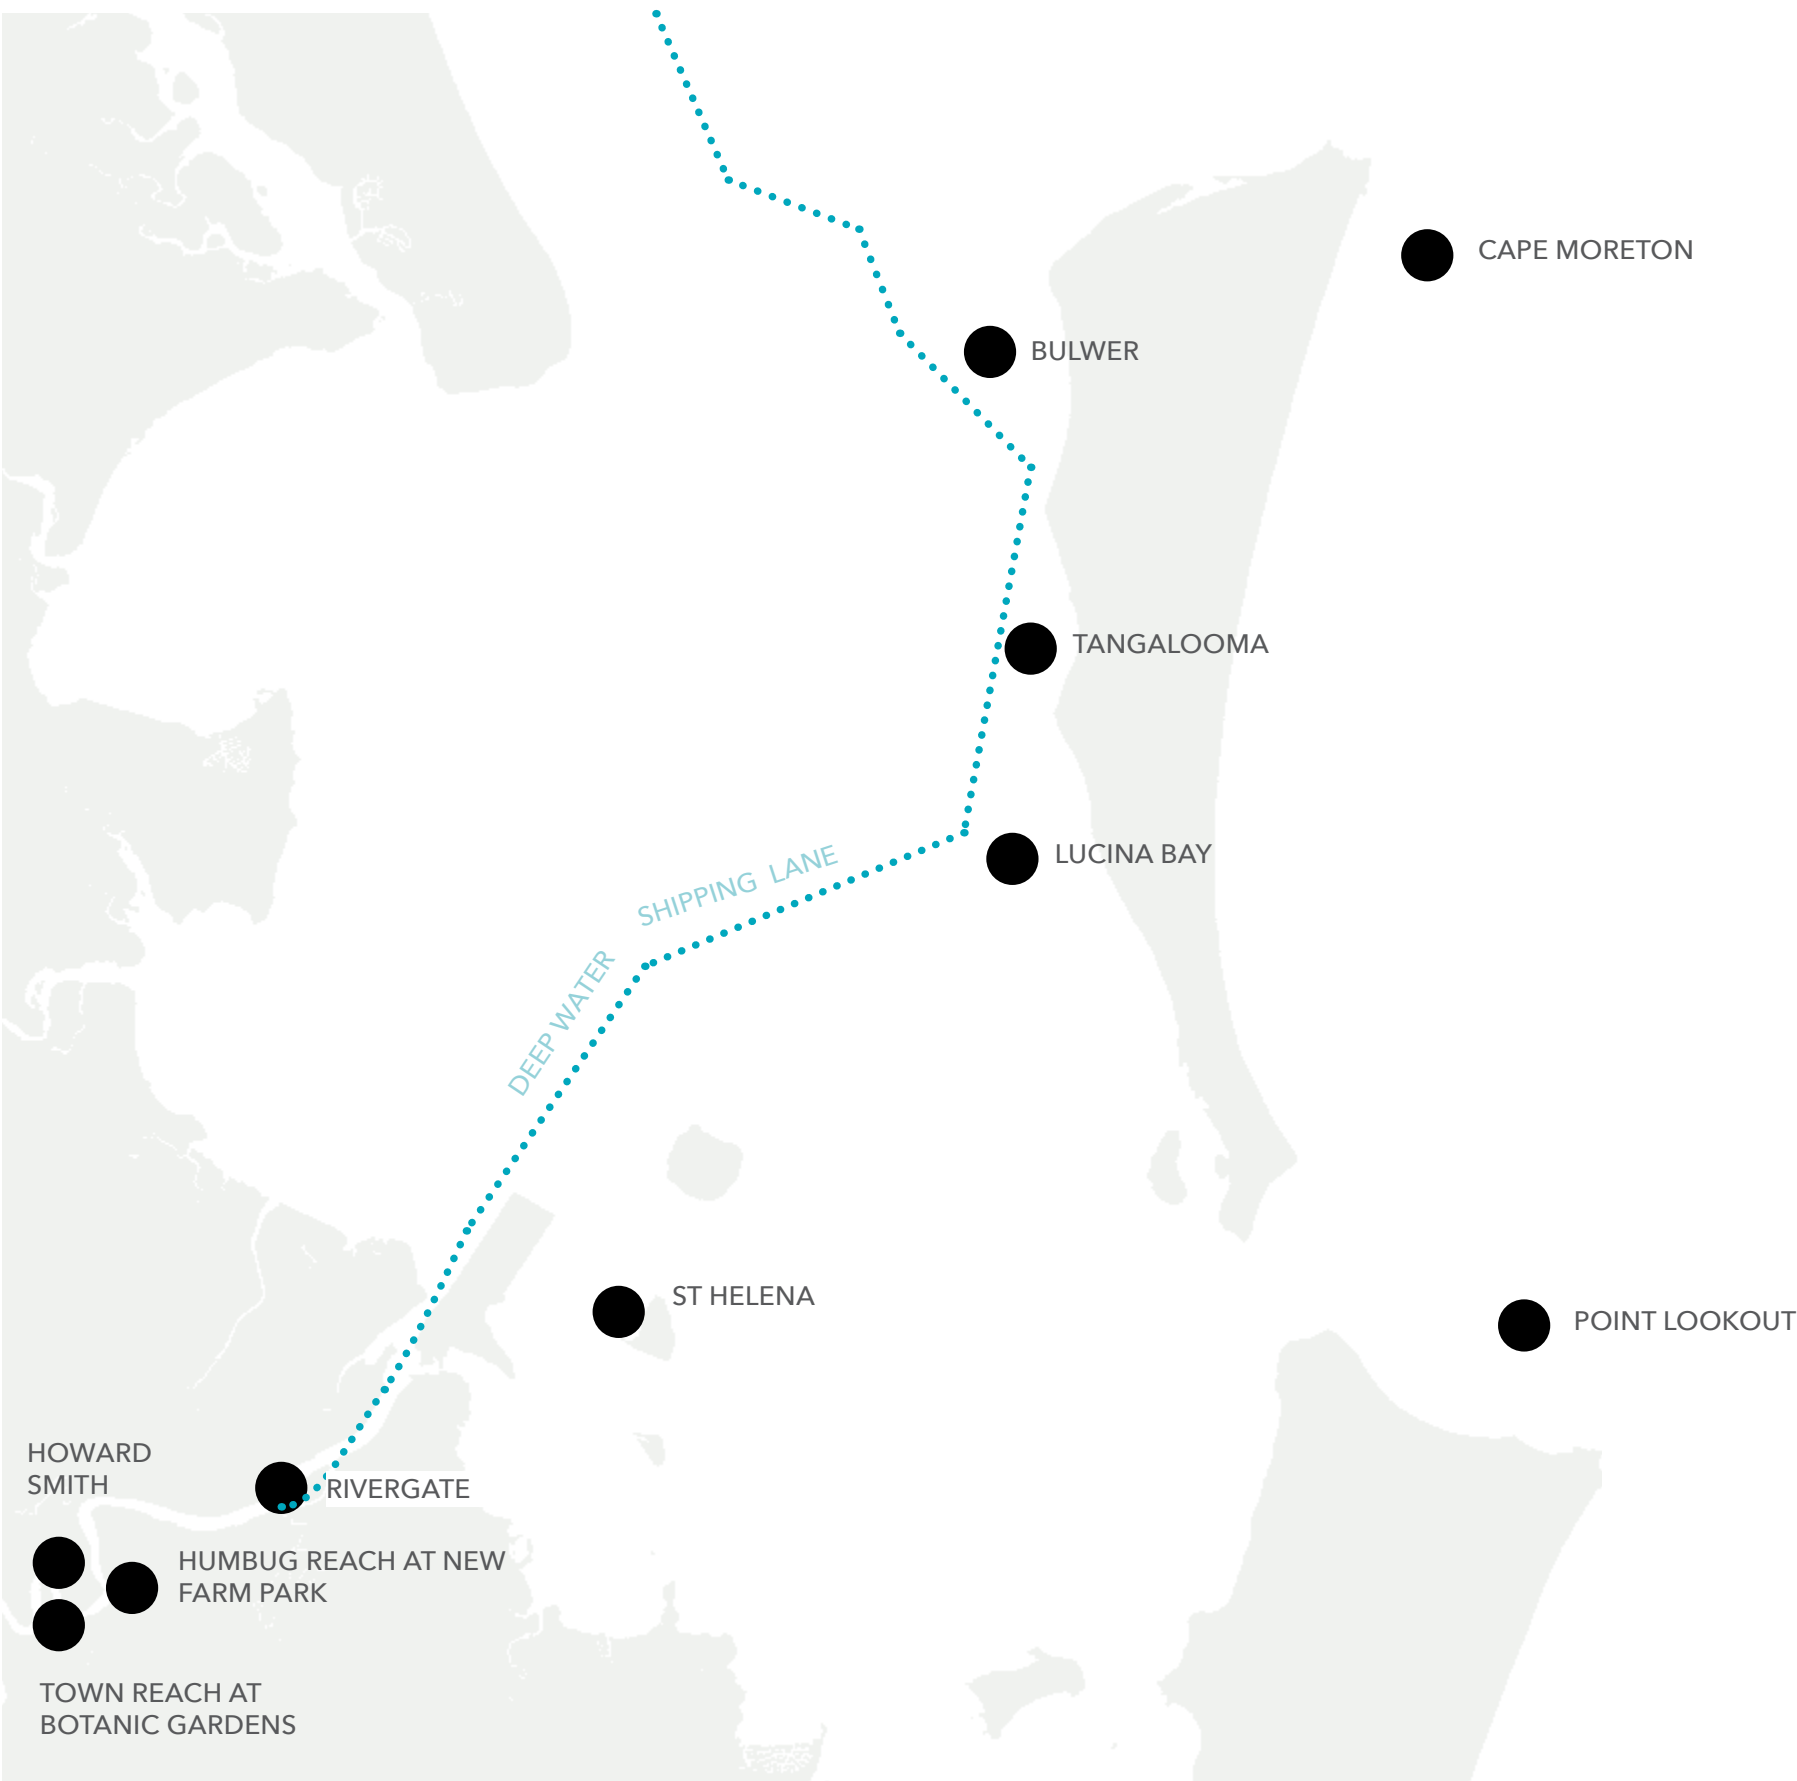 CAPE MORETON
BULWER
TANGALOOMA
LUCINA BAY
SHIPPING LANE
DEEP WATER
ST HELENA
POINT LOOKOUT
HOWARD
SMITH
RIVERGATE
HUMBUG REACH AT NEW
FARM PARK
TOWN REACH AT
BOTANIC GARDENS